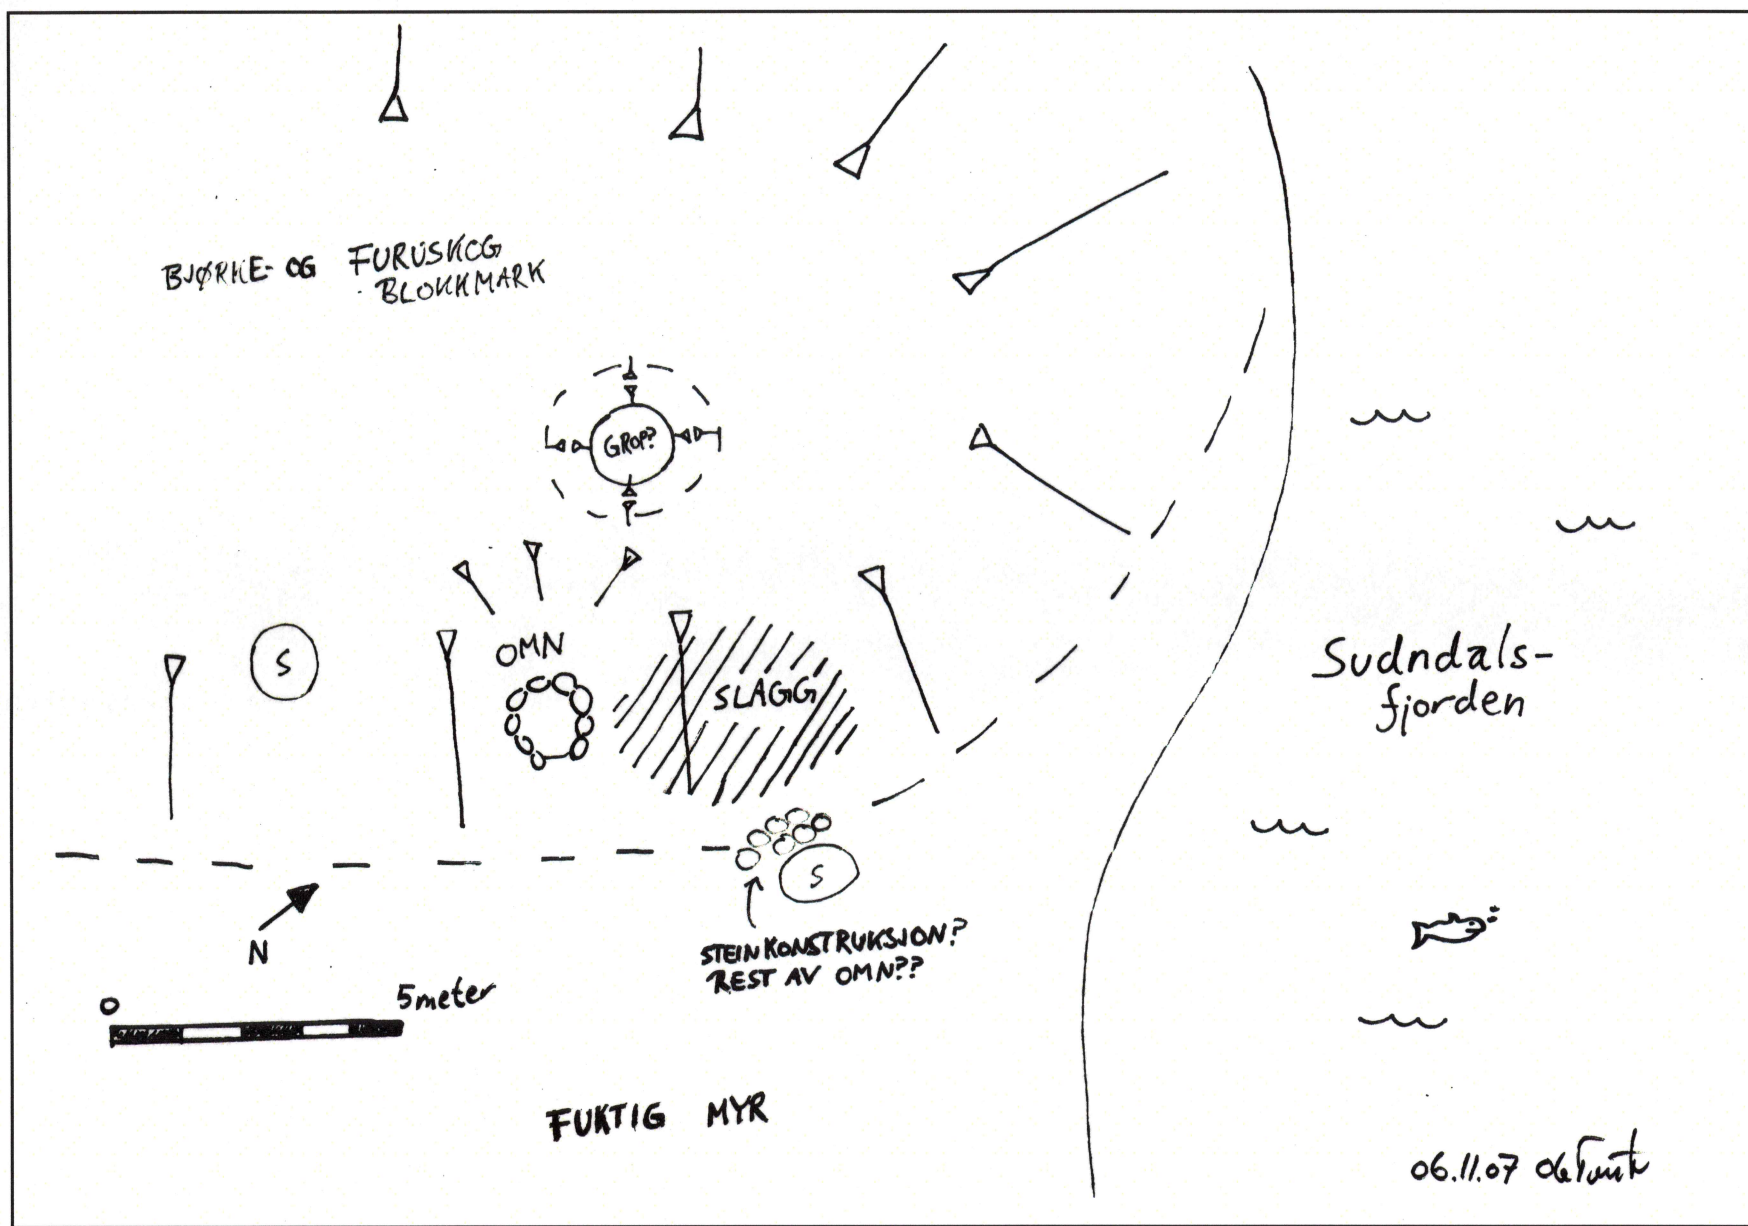 BJØRKE- OG FURUSKOG
BLOKKMARK
GROP?
OMN
S
SLAGG
Sudndals-
fjorden
S
N
STEINKONSTRUKSJON?
REST AV OMN??
0 5meter
FUKTIG MYR
06.11.07